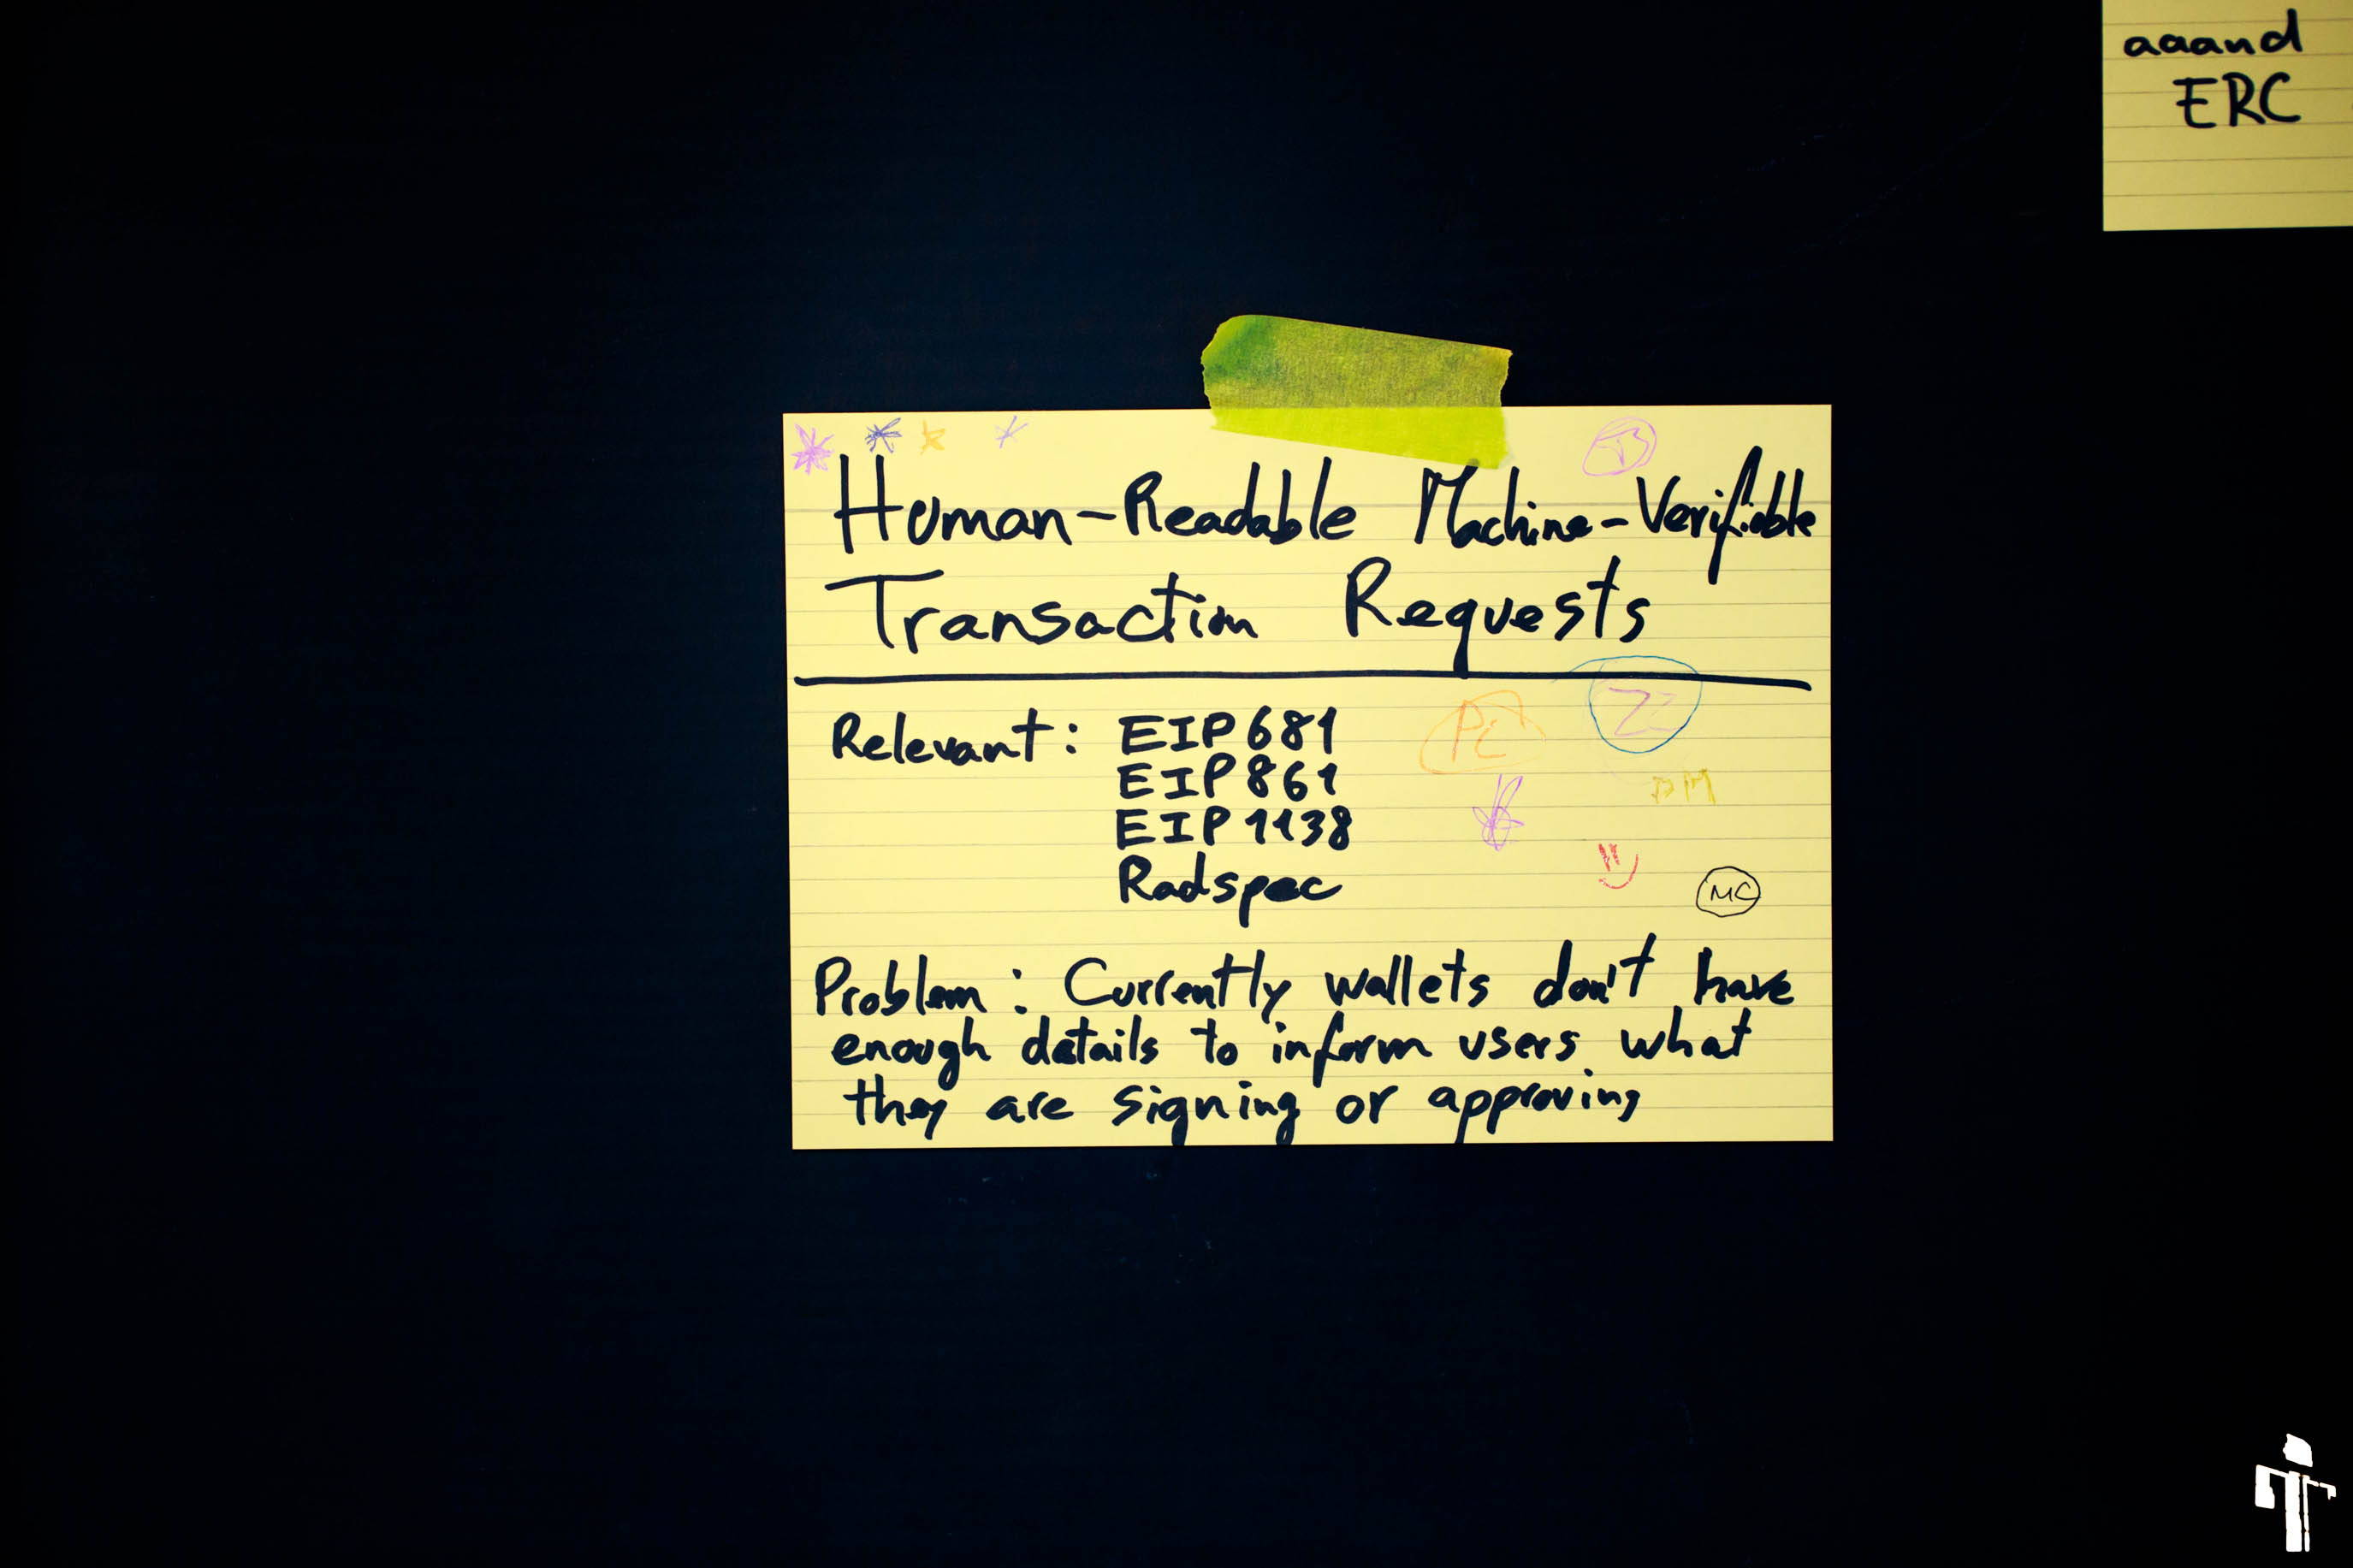 aaand
ERC
Human-Readable Machine-Verifiable
Transaction Requests
Relevant: EIP 681
EIP 861
EIP 1138
Radspec
PC
ZZ
DM
MC
Problem: Currently wallets don't have
enough details to inform users what
they are signing or approving